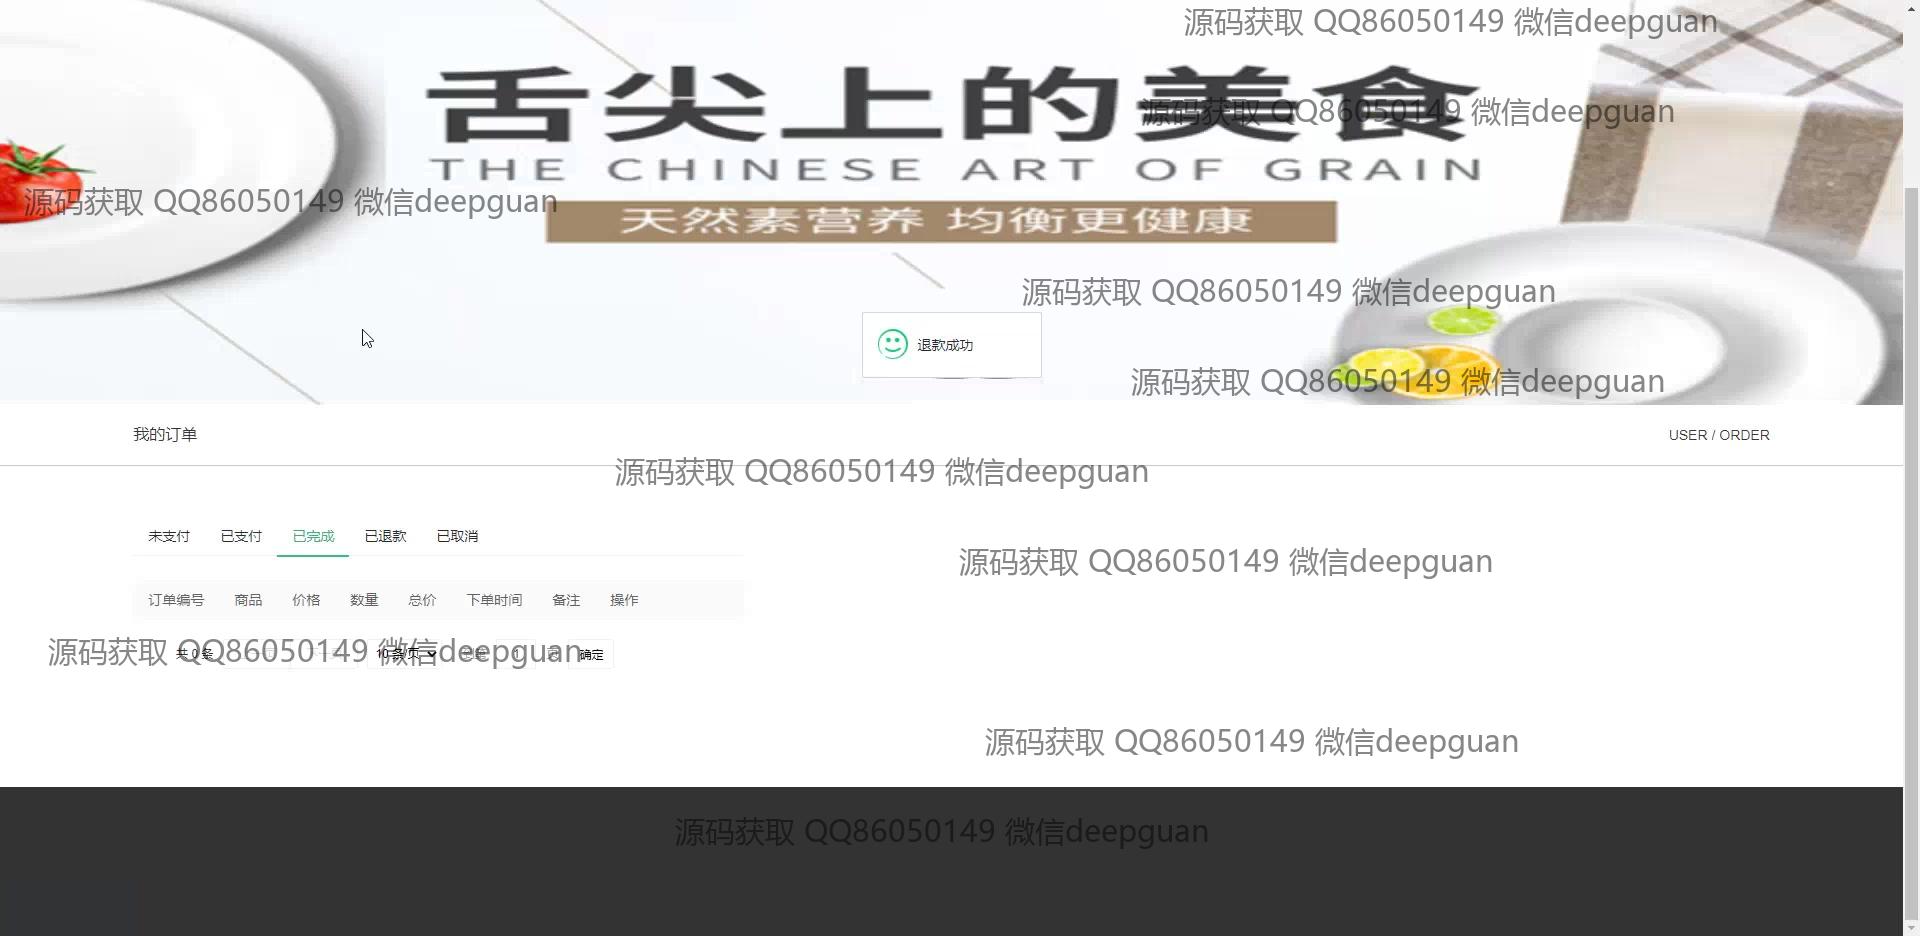 源码获取 QQ86050149 微信deepguan
舌尖上的美食
源码获取 QQ86050149 微信deepguan
THE CHINESE ART OF GRAIN
源码获取 QQ86050149 微信deepguan
天然素营养 均衡更健康
源码获取 QQ86050149 微信deepguan
退款成功
源码获取 QQ86050149 微信deepguan
我的订单
USER / ORDER
源码获取 QQ86050149 微信deepguan
未支付 已支付 已完成 已退款 已取消
源码获取 QQ86050149 微信deepguan
订单编号 商品 价格 数量 总价 下单时间 备注 操作
源码获取 QQ86050149 微信deepguan
共 0 条 10 条/页 1 确定
源码获取 QQ86050149 微信deepguan
源码获取 QQ86050149 微信deepguan